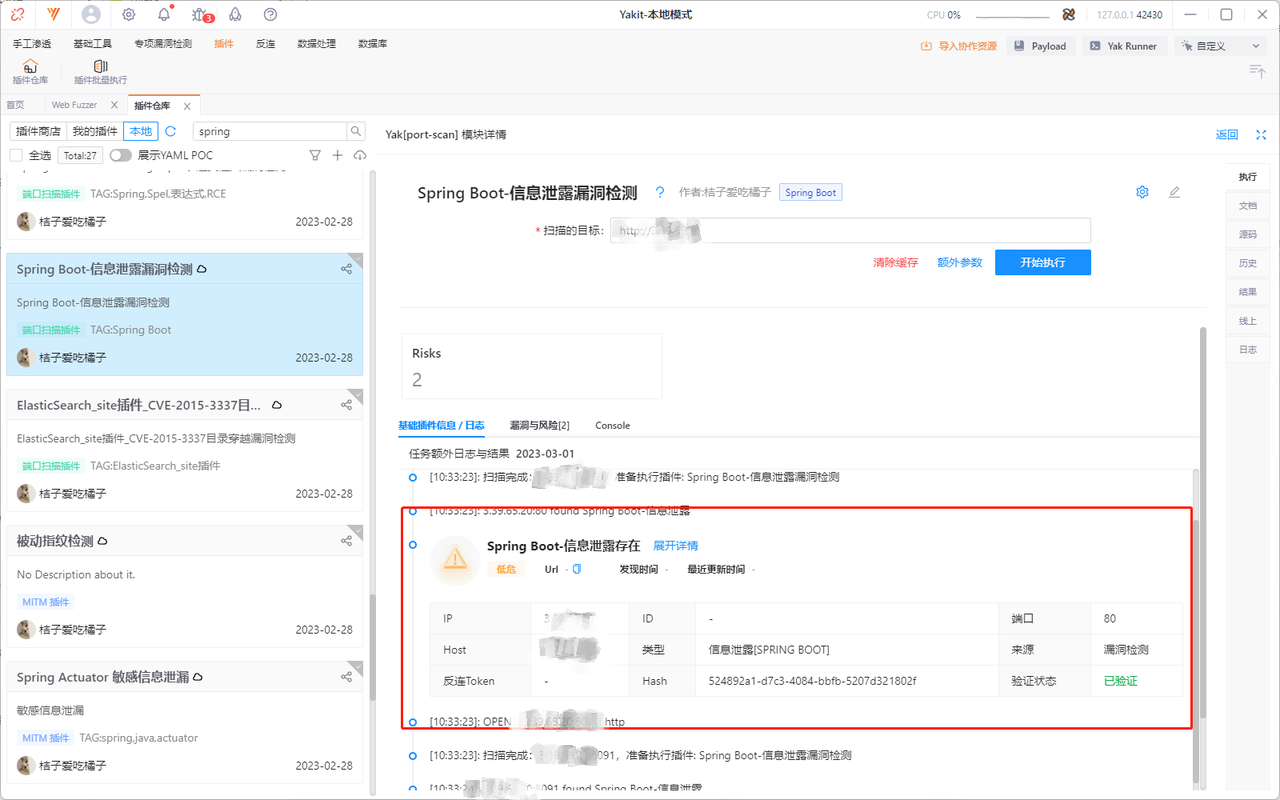 3
Yakit-本地模式
CPU 0%
127.0.0.1 42430
手工渗透 基础工具 专项漏洞检测 插件 反连 数据处理 数据库
导入协作资源 Payload Yak Runner 自定义
插件仓库 插件批量执行
首页 Web Fuzzer 插件仓库
插件商店 我的插件 本地 spring
全选 Total:27 展示YAML POC
端口扫描插件 TAG:Spring,Spel,表达式,RCE
桔子爱吃橘子 2023-02-28
Spring Boot-信息泄露漏洞检测
Spring Boot-信息泄露漏洞检测
端口扫描插件 TAG:Spring Boot
桔子爱吃橘子 2023-02-28
ElasticSearch_site插件_CVE-2015-3337目...
ElasticSearch_site插件_CVE-2015-3337目录穿越漏洞检测
端口扫描插件 TAG:ElasticSearch_site插件
桔子爱吃橘子 2023-02-28
被动指纹检测
No Description about it.
MITM 插件
桔子爱吃橘子 2023-02-28
Spring Actuator 敏感信息泄漏
敏感信息泄漏
MITM 插件 TAG:spring,java,actuator
桔子爱吃橘子 2023-02-28
Yak[port-scan] 模块详情 返回
Spring Boot-信息泄露漏洞检测 作者:桔子爱吃橘子 Spring Boot
* 扫描的目标: http://
清除缓存 额外参数 开始执行
Risks
2
基础插件信息 / 日志 漏洞与风险[2] Console
任务额外日志与结果 2023-03-01
[10:33:23]: 扫描完成: 准备执行插件: Spring Boot-信息泄露漏洞检测
[10:33:23]: 3.39.65.20:80 found Spring Boot-信息泄露
Spring Boot-信息泄露存在 展开详情
低危 Url - 发现时间 - 最近更新时间 -
IP 3 ID - 端口 80
Host 类型 信息泄露[SPRING BOOT] 来源 漏洞检测
反连Token - Hash 524892a1-d7c3-4084-bbfb-5207d321802f 验证状态 已验证
[10:33:23]: OPEN http
[10:33:23]: 扫描完成: 091，准备执行插件: Spring Boot-信息泄露漏洞检测
:8091 found Spring Boot-信息泄露
执行
文档
源码
历史
结果
线上
日志